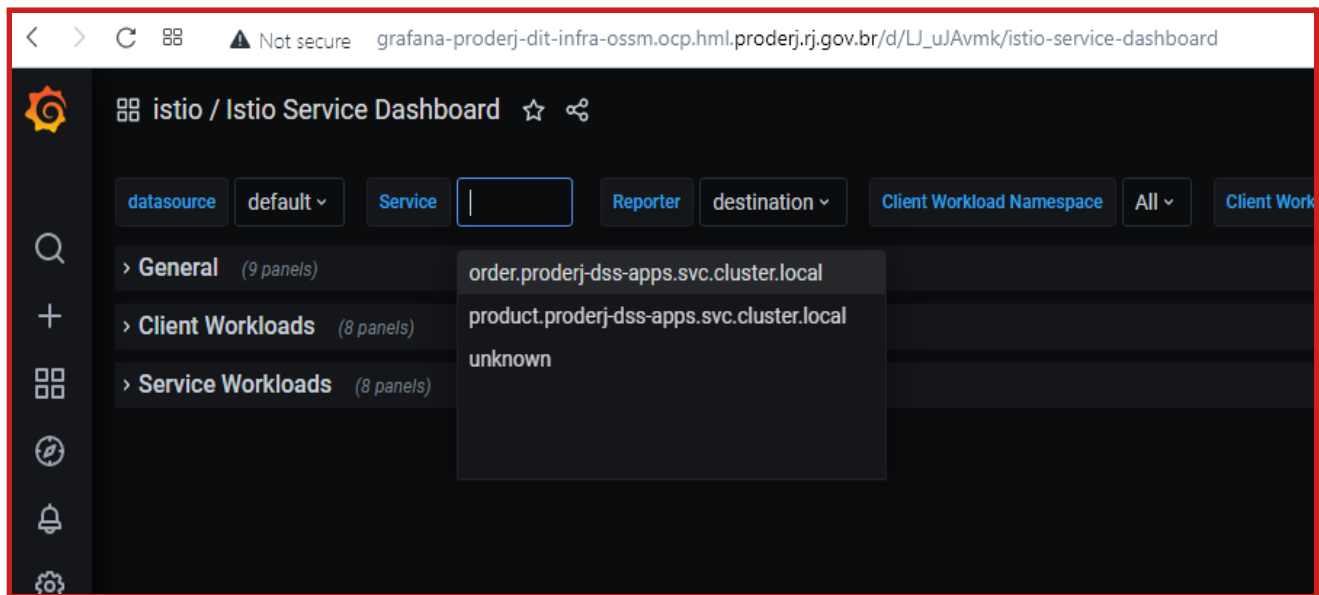 Not secure grafana-proderj-dit-infra-ossm.ocp.hml.proderj.rj.gov.br/d/LJ_uJAvmk/istio-service-dashboard
istio / Istio Service Dashboard
datasource default Service Reporter destination Client Workload Namespace All Client Work
General (9 panels)
order.proderj-dss-apps.svc.cluster.local
Client Workloads (8 panels)
product.proderj-dss-apps.svc.cluster.local
unknown
Service Workloads (8 panels)